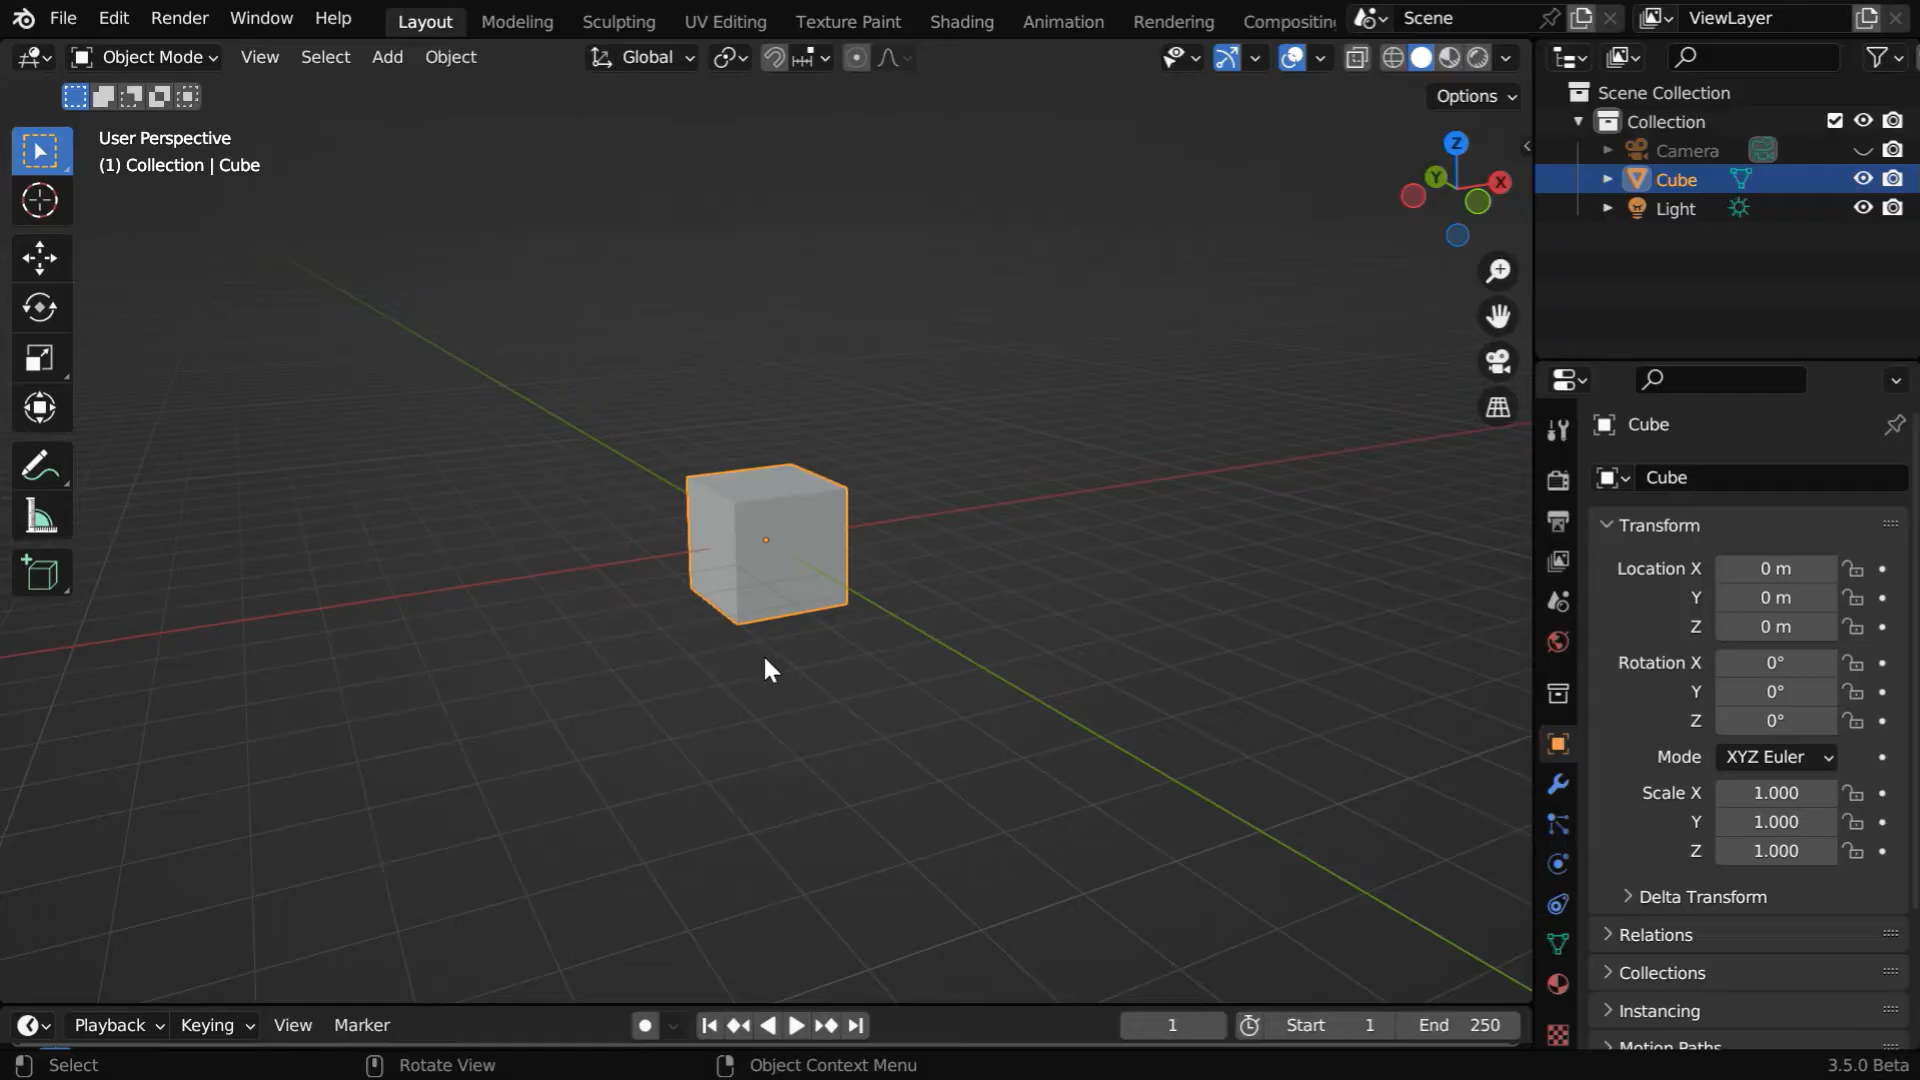 File Edit Render Window Help Layout Modeling Sculpting UV Editing Texture Paint Shading Animation Rendering Compositin Scene ViewLayer
Object Mode View Select Add Object Global
Options
User Perspective
(1) Collection | Cube
Z
Y
X
Scene Collection
Collection
Camera
Cube
Light
Cube
Cube
Transform
Location X 0 m
Y 0 m
Z 0 m
Rotation X 0°
Y 0°
Z 0°
Mode XYZ Euler
Scale X 1.000
Y 1.000
Z 1.000
Delta Transform
Relations
Collections
Instancing
Motion Paths
Playback Keying View Marker 1 Start 1 End 250
Select Rotate View Object Context Menu 3.5.0 Beta